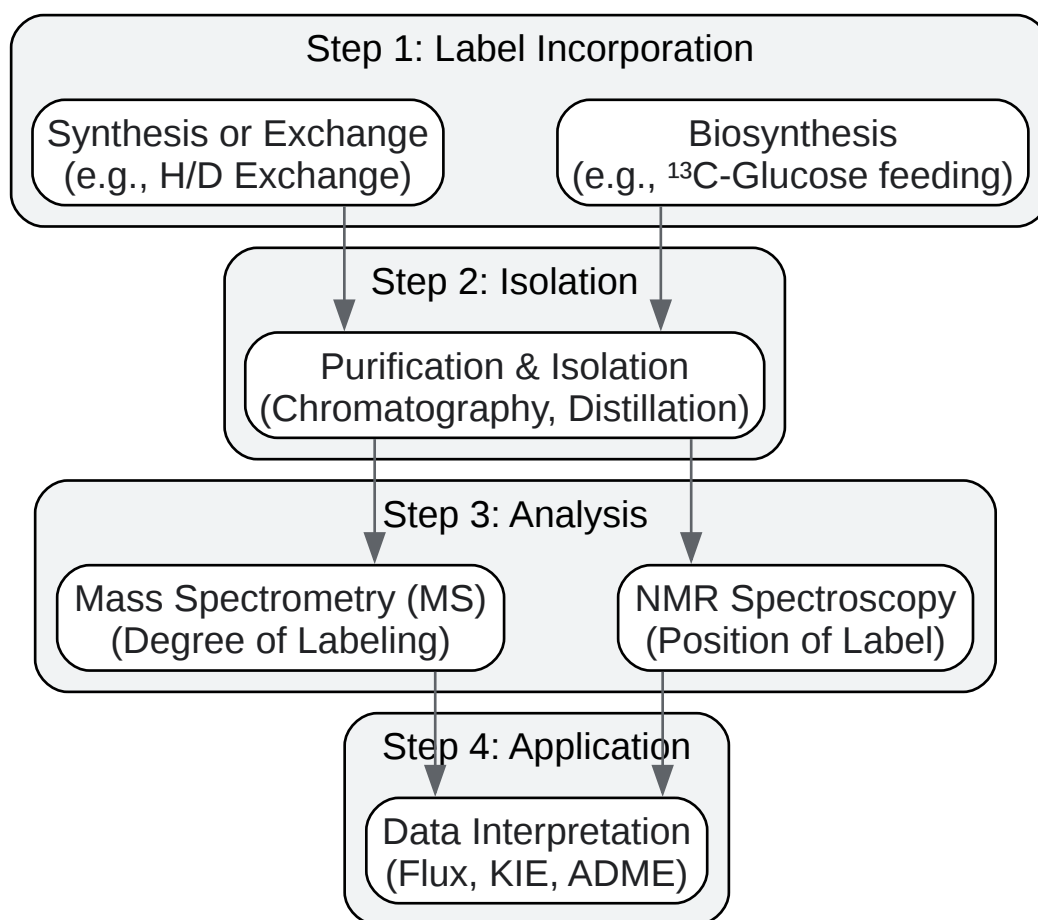 Step 1: Label Incorporation
Synthesis or Exchange
(e.g., H/D Exchange)
Biosynthesis
(e.g., ¹³C-Glucose feeding)
Step 2: Isolation
Purification & Isolation
(Chromatography, Distillation)
Step 3: Analysis
Mass Spectrometry (MS)
(Degree of Labeling)
NMR Spectroscopy
(Position of Label)
Step 4: Application
Data Interpretation
(Flux, KIE, ADME)